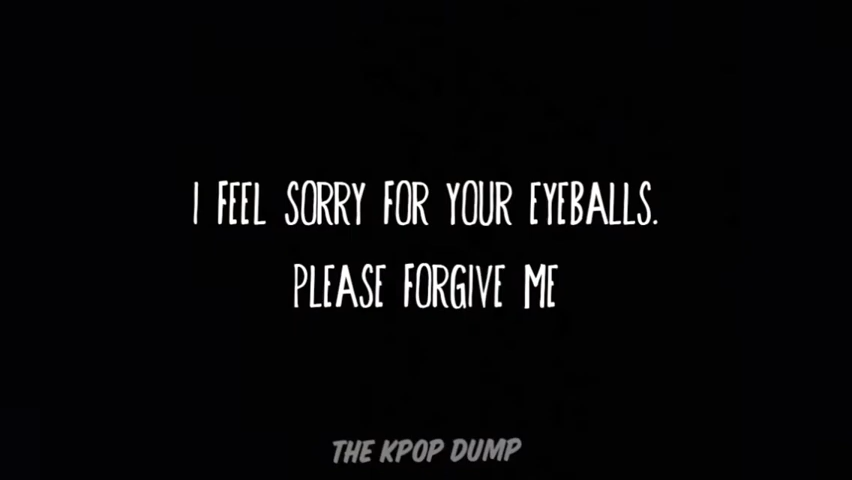 I FEEL SORRY FOR YOUR EYEBALLS.
PLEASE FORGIVE ME
THE KPOP DUMP